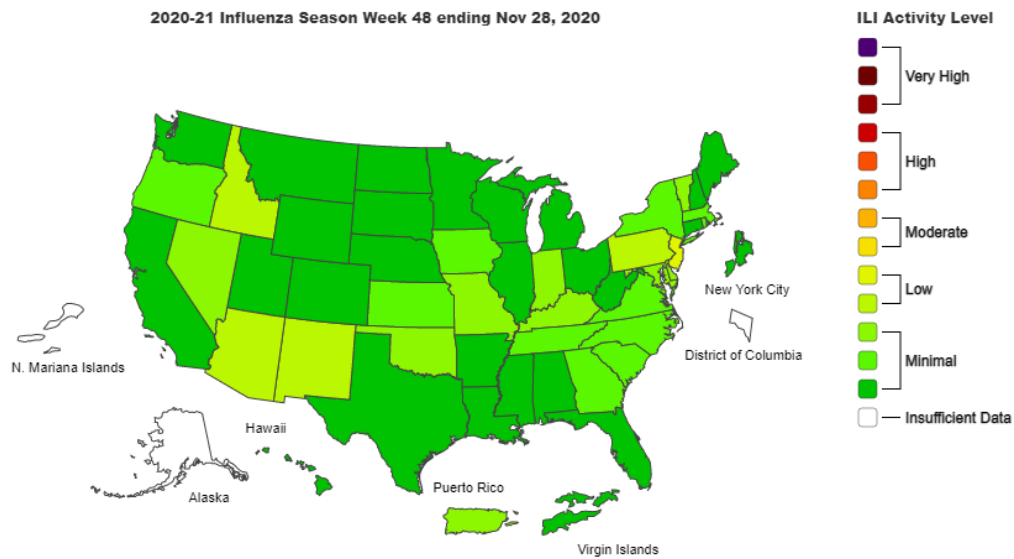 2020-21 Influenza Season Week 48 ending Nov 28, 2020
ILI Activity Level
Very High
High
Moderate
Low
Minimal
Insufficient Data
New York City
District of Columbia
N. Mariana Islands
Hawaii
Alaska
Puerto Rico
Virgin Islands